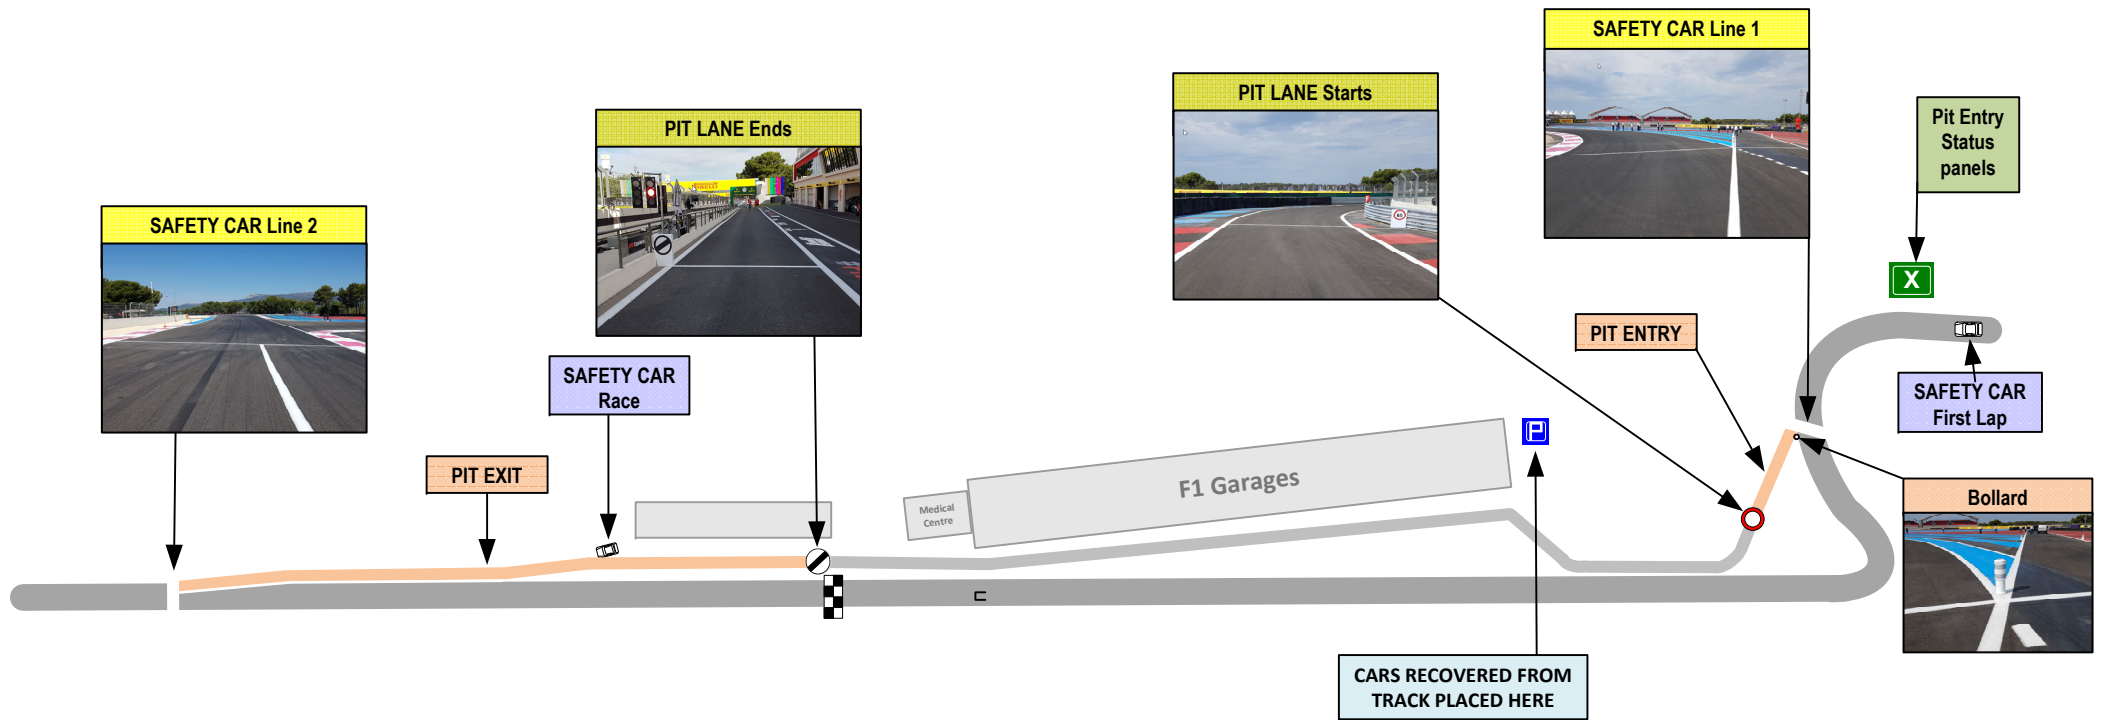 SAFETY CAR Line 1
PIT LANE Starts
Pit Entry
Status
panels
PIT LANE Ends
SAFETY CAR Line 2
X
PIT ENTRY
SAFETY CAR
Race
SAFETY CAR
First Lap
P
PIT EXIT
F1 Garages
Medical
Centre
Bollard
CARS RECOVERED FROM
TRACK PLACED HERE